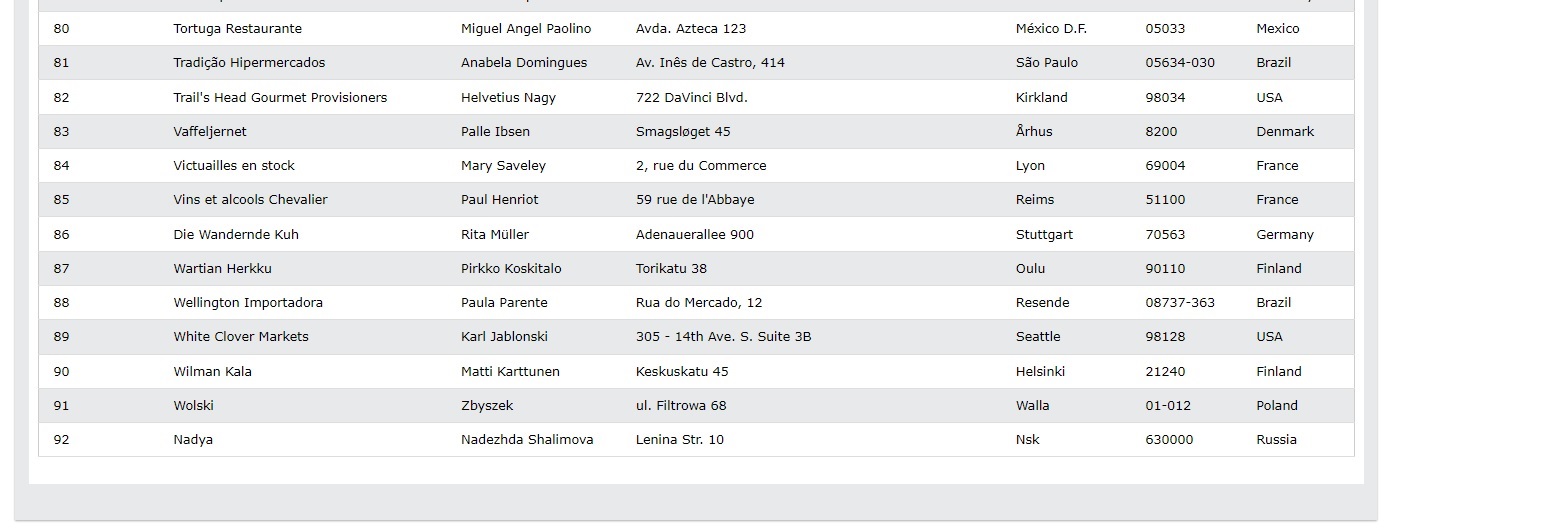 80 Tortuga Restaurante Miguel Angel Paolino Avda. Azteca 123 México D.F. 05033 Mexico
81 Tradição Hipermercados Anabela Domingues Av. Inês de Castro, 414 São Paulo 05634-030 Brazil
82 Trail's Head Gourmet Provisioners Helvetius Nagy 722 DaVinci Blvd. Kirkland 98034 USA
83 Vaffeljernet Palle Ibsen Smagsløget 45 Århus 8200 Denmark
84 Victuailles en stock Mary Saveley 2, rue du Commerce Lyon 69004 France
85 Vins et alcools Chevalier Paul Henriot 59 rue de l'Abbaye Reims 51100 France
86 Die Wandernde Kuh Rita Müller Adenauerallee 900 Stuttgart 70563 Germany
87 Wartian Herkku Pirkko Koskitalo Torikatu 38 Oulu 90110 Finland
88 Wellington Importadora Paula Parente Rua do Mercado, 12 Resende 08737-363 Brazil
89 White Clover Markets Karl Jablonski 305 - 14th Ave. S. Suite 3B Seattle 98128 USA
90 Wilman Kala Matti Karttunen Keskuskatu 45 Helsinki 21240 Finland
91 Wolski Zbyszek ul. Filtrowa 68 Walla 01-012 Poland
92 Nadya Nadezhda Shalimova Lenina Str. 10 Nsk 630000 Russia